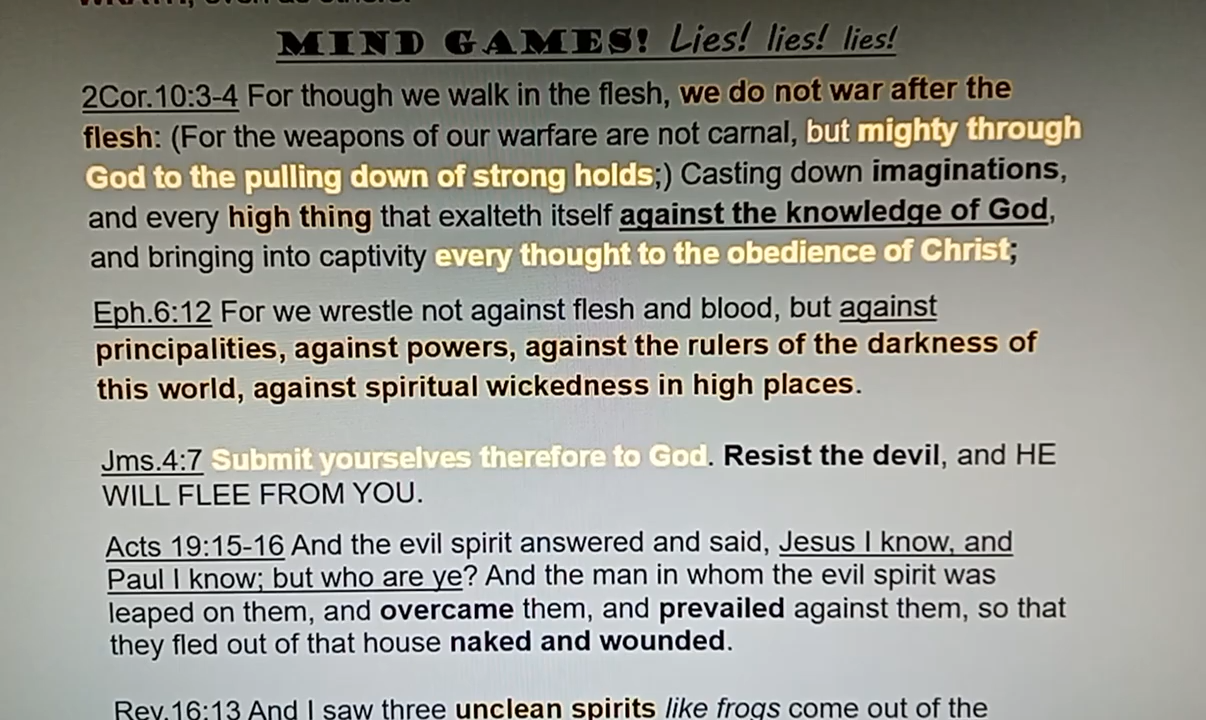 MIND GAMES! Lies! lies! lies!
2Cor.10:3-4 For though we walk in the flesh, we do not war after the
flesh: (For the weapons of our warfare are not carnal, but mighty through
God to the pulling down of strong holds;) Casting down imaginations,
and every high thing that exalteth itself against the knowledge of God,
and bringing into captivity every thought to the obedience of Christ;
Eph.6:12 For we wrestle not against flesh and blood, but against
principalities, against powers, against the rulers of the darkness of
this world, against spiritual wickedness in high places.
Jms.4:7 Submit yourselves therefore to God. Resist the devil, and HE
WILL FLEE FROM YOU.
Acts 19:15-16 And the evil spirit answered and said, Jesus I know, and
Paul I know; but who are ye? And the man in whom the evil spirit was
leaped on them, and overcame them, and prevailed against them, so that
they fled out of that house naked and wounded.
Rev.16:13 And I saw three unclean spirits like frogs come out of the